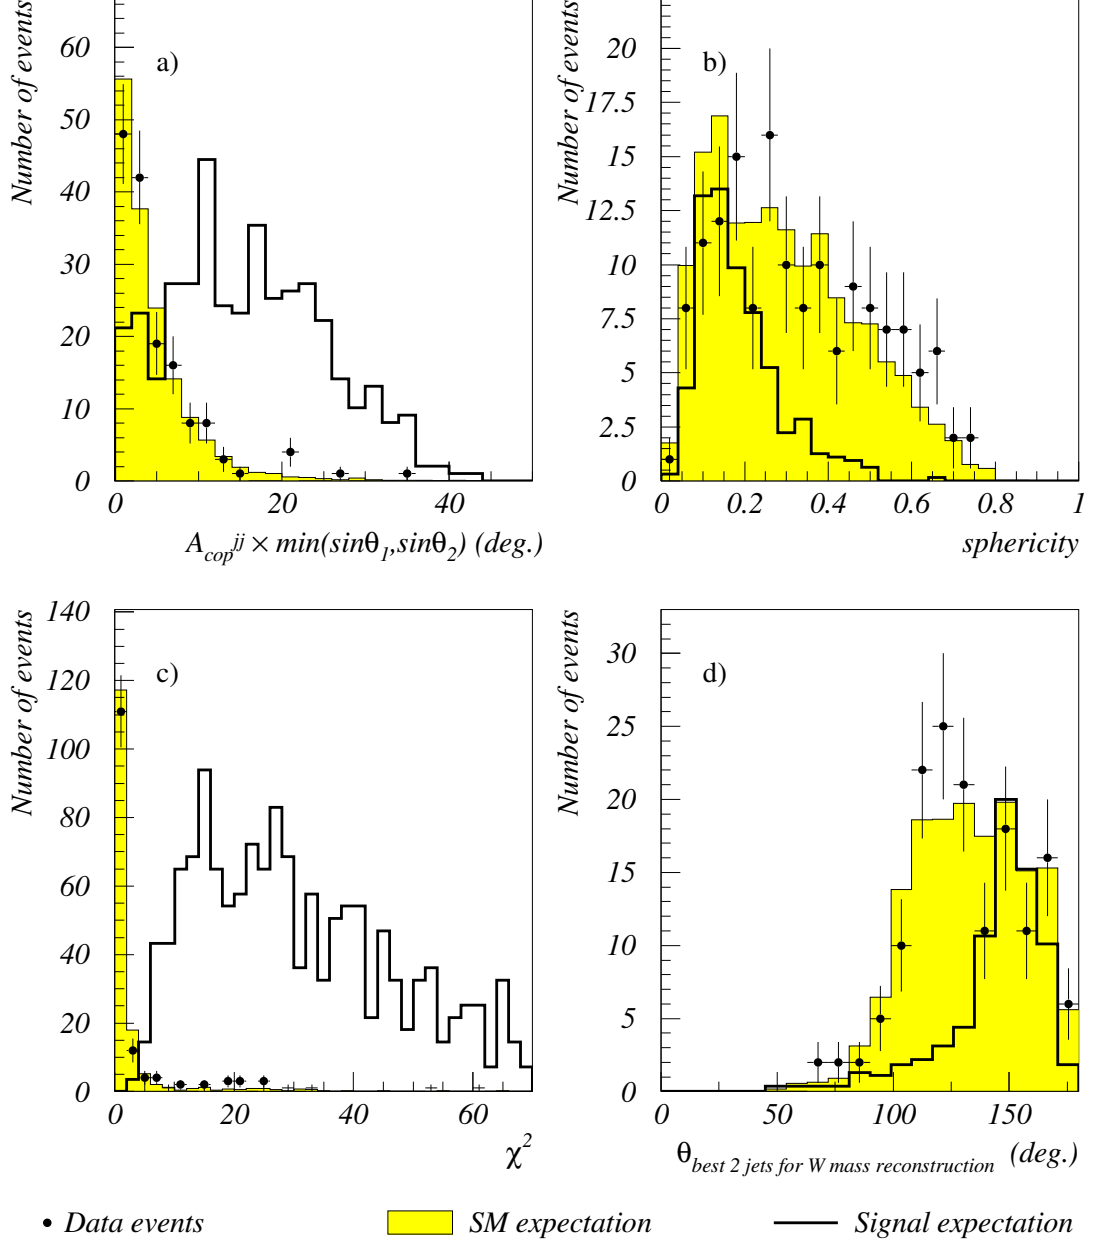 Number of events
a)
60
50
40
30
20
10
0
0 20 40
A_cop^jj × min(sinθ_1,sinθ_2) (deg.)
Number of events
b)
20
17.5
15
12.5
10
7.5
5
2.5
0
0 0.2 0.4 0.6 0.8 1
sphericity
Number of events
c)
140
120
100
80
60
40
20
0
0 20 40 60
χ^2
Number of events
d)
30
25
20
15
10
5
0
0 50 100 150
θ_best 2 jets for W mass reconstruction (deg.)
Data events SM expectation Signal expectation